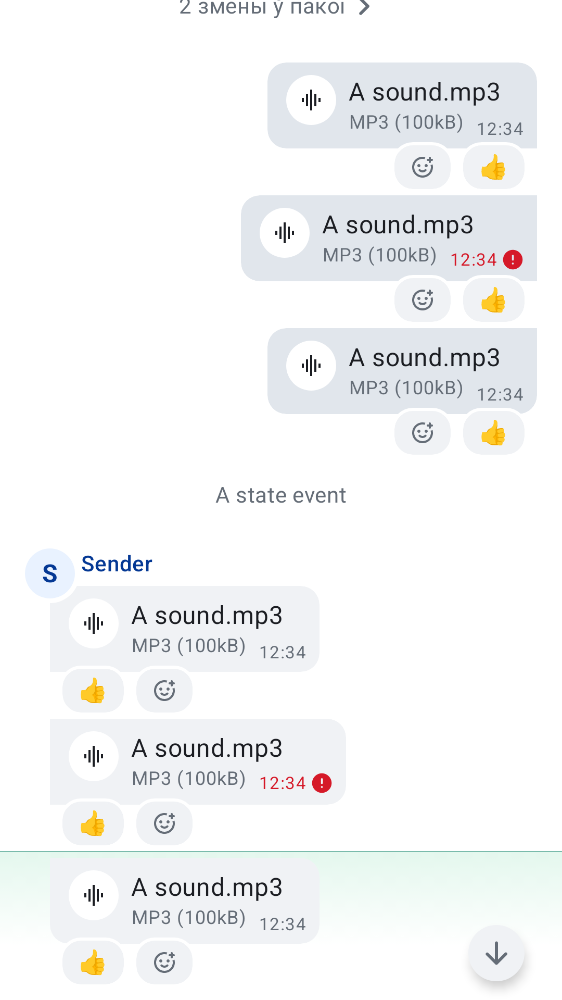 2 змены ў пакоі
A sound.mp3
MP3 (100kB) 12:34
A sound.mp3
MP3 (100kB) 12:34
A sound.mp3
MP3 (100kB) 12:34
A state event
S Sender
A sound.mp3
MP3 (100kB) 12:34
A sound.mp3
MP3 (100kB) 12:34
A sound.mp3
MP3 (100kB) 12:34